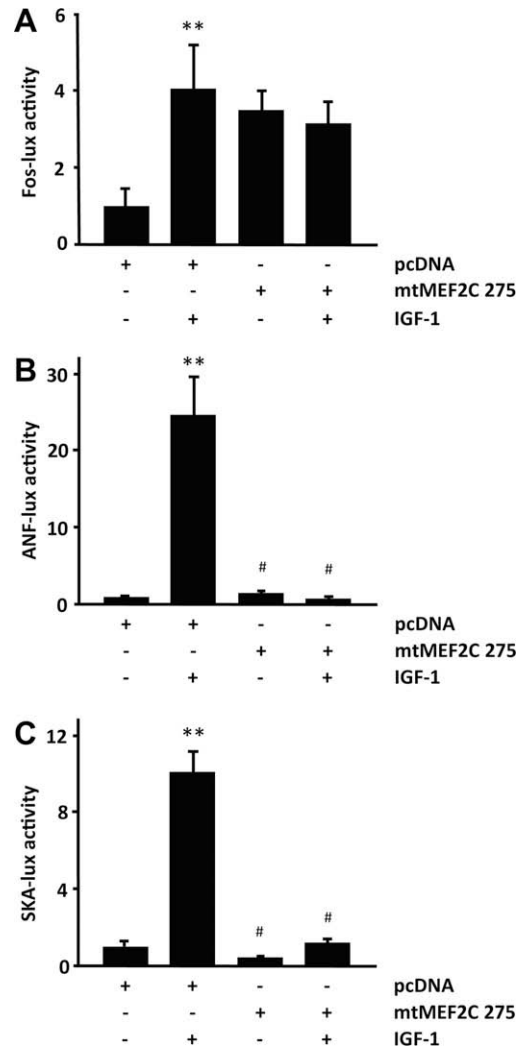 A
Fos-lux activity
6
4
2
0
**
+ + - - pcDNA
- - + + mtMEF2C 275
- + - + IGF-1
B
ANF-lux activity
30
20
10
0
**
# #
+ + - - pcDNA
- - + + mtMEF2C 275
- + - + IGF-1
C
SKA-lux activity
12
8
4
0
**
# #
+ + - - pcDNA
- - + + mtMEF2C 275
- + - + IGF-1